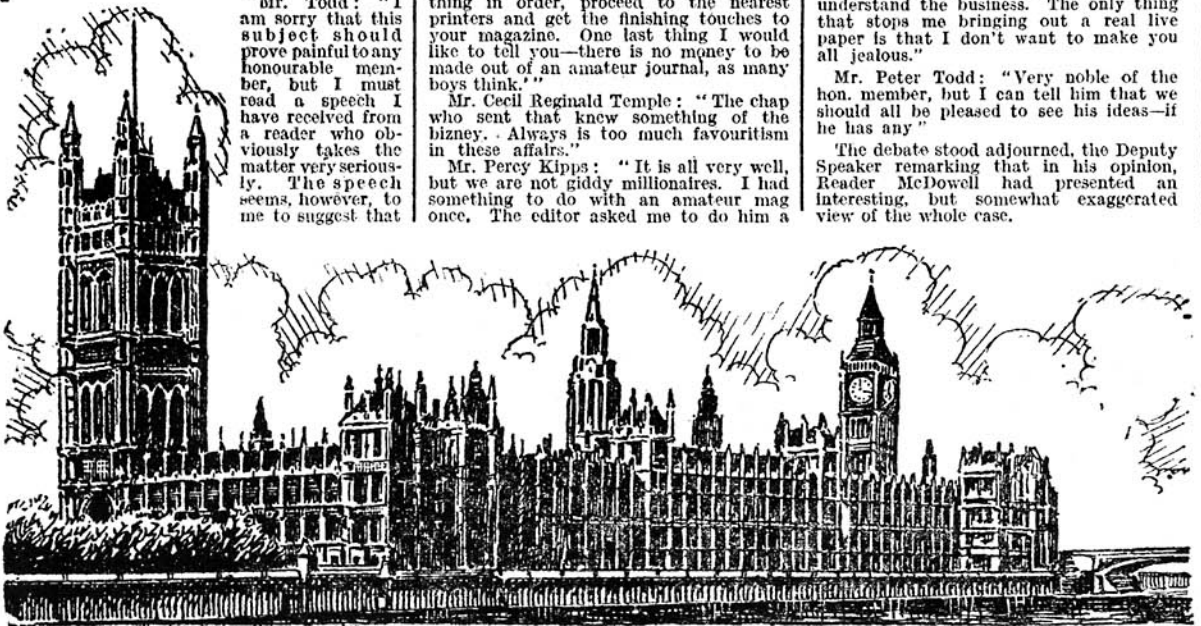 Mr. Todd: "I
am sorry that this
subject should
prove painful to any
honourable mem-
ber, but I must
read a speech I
have received from
a reader who ob-
viously takes the
matter very serious-
ly. The speech
seems, however, to
me to suggest that
thing in order, proceed to the nearest
printers and get the finishing touches to
your magazine. One last thing I would
like to tell you—there is no money to be
made out of an amateur journal, as many
boys think.'"
Mr. Cecil Reginald Temple: "The chap
who sent that knew something of the
bizney. Always is too much favouritism
in these affairs."
Mr. Percy Kipps: "It is all very well,
but we are not giddy millionaires. I had
something to do with an amateur mag
once. The editor asked me to do him a
understand the business. The only thing
that stops me bringing out a real live
paper is that I don't want to make you
all jealous."
Mr. Peter Todd: "Very noble of the
hon. member, but I can tell him that we
should all be pleased to see his ideas—if
he has any"
The debate stood adjourned, the Deputy
Speaker remarking that in his opinion,
Reader McDowell had presented an
interesting, but somewhat exaggerated
view of the whole case.